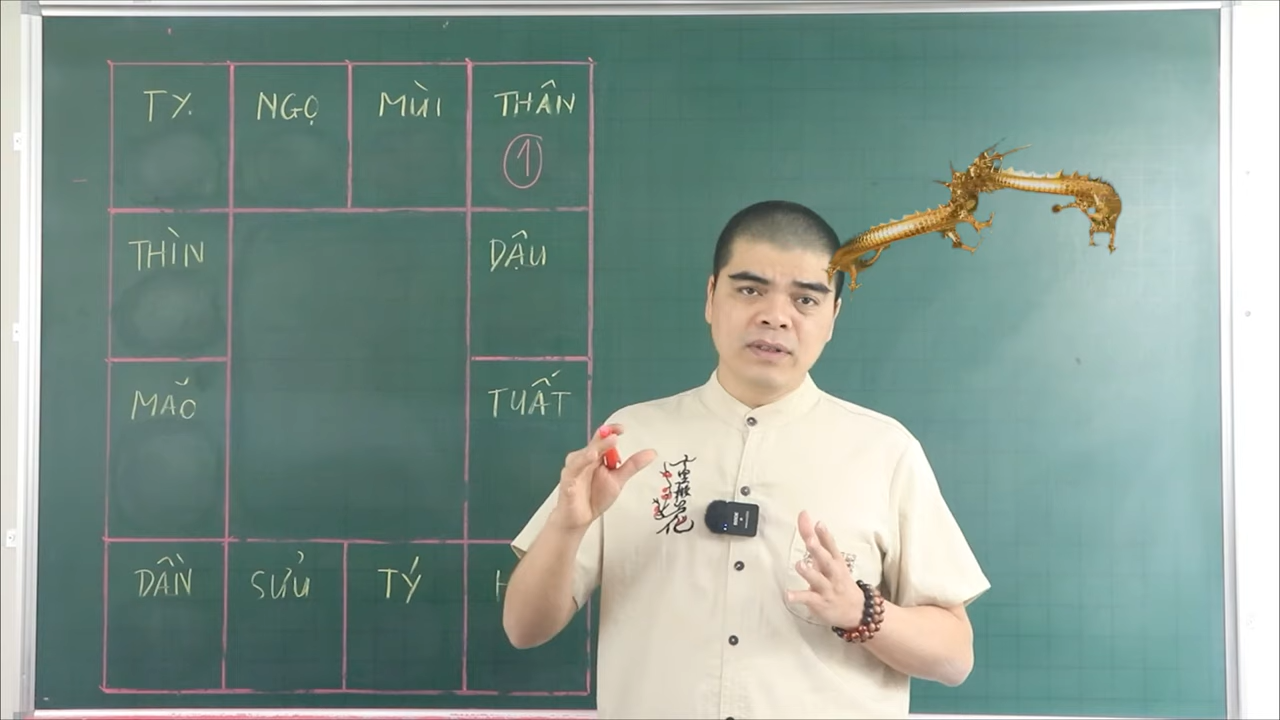 TỴ NGỌ MÙI THÂN
1
THÌN DẬU
MÃO TUẤT
DẦN SỬU TÝ H